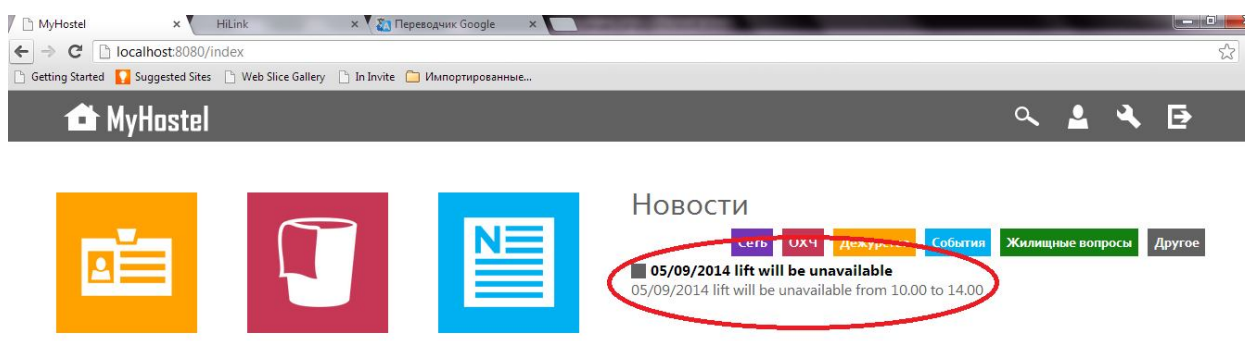 MyHostel HiLink Переводчик Google
localhost:8080/index
Getting Started Suggested Sites Web Slice Gallery In Invite Импортированные...
MyHostel
N
Новости
Сеть ОХЧ Дежурство События Жилищные вопросы Другое
05/09/2014 lift will be unavailable
05/09/2014 lift will be unavailable from 10.00 to 14.00